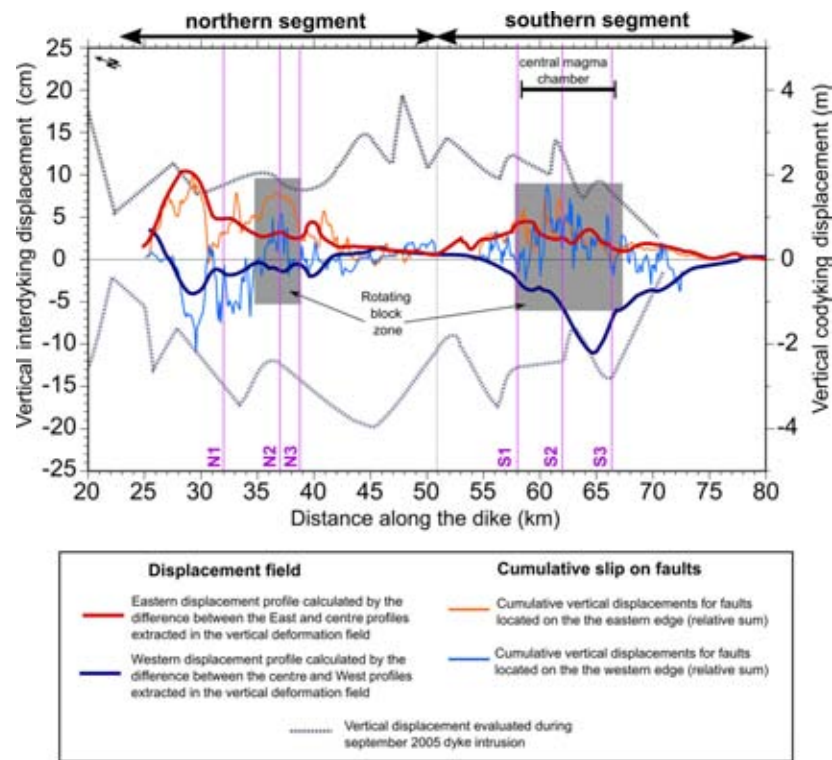 northern segment
southern segment
25
20
15
10
5
0
-5
-10
-15
-20
-25
Vertical interdyking displacement (cm)
N
central magma
chamber
Rotating
block
zone
N1
N2
N3
S1
S2
S3
4
2
0
-2
-4
Vertical codyking displacement (m)
20 25 30 35 40 45 50 55 60 65 70 75 80
Distance along the dike (km)
Displacement field
Eastern displacement profile calculated by the
difference between the East and centre profiles
extracted in the vertical deformation field
Western displacement profile calculated by the
difference between the centre and West profiles
extracted in the vertical deformation field
Cumulative slip on faults
Cumulative vertical displacements for faults
located on the the eastern edge (relative sum)
Cumulative vertical displacements for faults
located on the the western edge (relative sum)
Vertical displacement evaluated during
september 2005 dyke intrusion